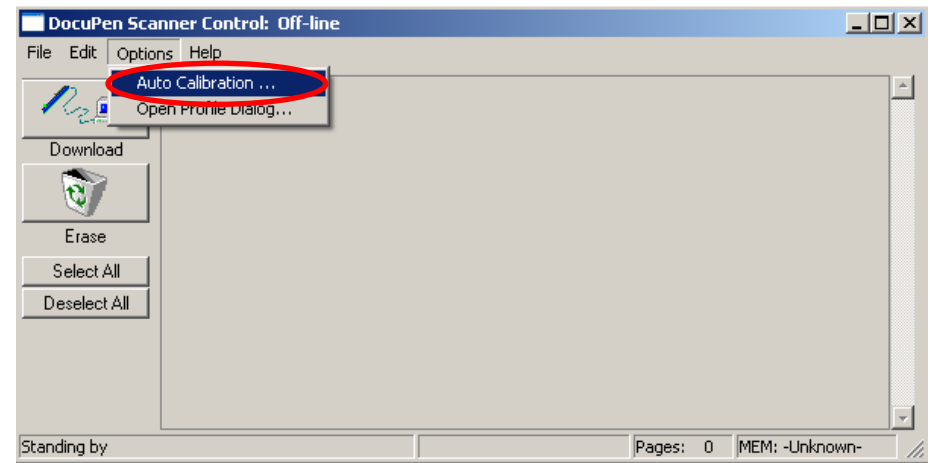 DocuPen Scanner Control: Off-line
File Edit Options Help
Auto Calibration ...
Open Profile Dialog...
Download
Erase
Select All
Deselect All
Standing by Pages: 0 MEM: -Unknown-